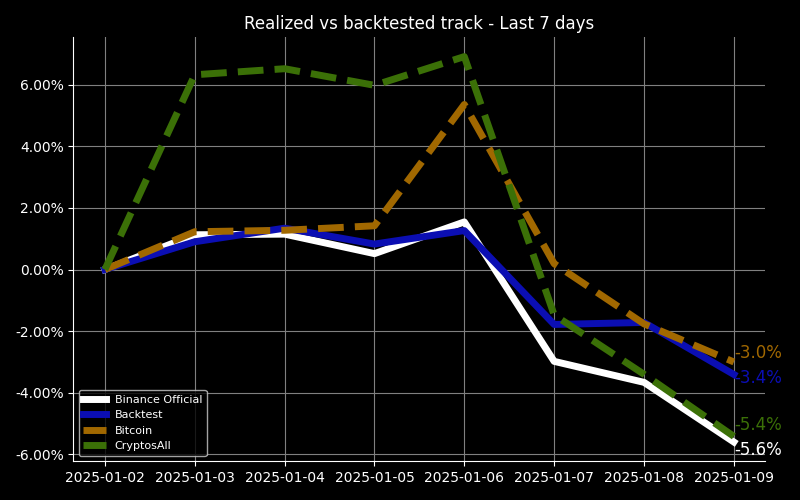 Realized vs backtested track - Last 7 days
6.00%
4.00%
2.00%
0.00%
-2.00%
-4.00%
-6.00%
-3.0%
-3.4%
-5.4%
-5.6%
Binance Official
Backtest
Bitcoin
CryptosAll
2025-01-02 2025-01-03 2025-01-04 2025-01-05 2025-01-06 2025-01-07 2025-01-08 2025-01-09